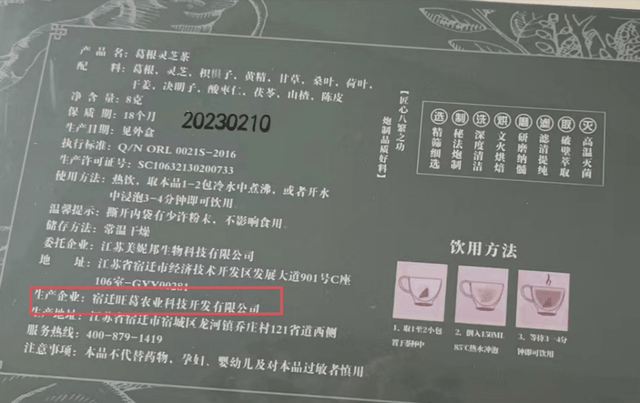 产品名：葛根灵芝茶
配料：葛根，灵芝，枳椇子，黄精，甘草，桑叶，荷叶，
干姜，决明子，酸枣仁，茯苓，山楂，陈皮
净含量：8克
保质期：18个月
20230210
生产日期：见外盒
执行标准：Q/N ORL 0021S-2016
生产许可证号：SC10632130200733
使用方法：热饮，取本品1-2包冷水中煮沸，或者开水
中浸泡3-4分钟即可饮用。
温馨提示：撕开内袋有少许粉末，不影响食用。
储存方法：常温干燥
委托企业：江苏美妮邦生物科技有限公司
地址：江苏省宿迁市经济技术开发区发展大道901号C座
106室-GYY00281
生产企业：宿迁旺葛农业科技开发有限公司
江苏省宿迁市宿城区龙河镇乔庄村121省道西侧
服务热线：400-879-1419
注意事项：本品不代替药物，孕妇、婴幼儿及对本品过敏者慎用
【匠心八繁之功
炮制品质好料】
选 精筛细选
制 秘法炮制
洗 深度清洁
烘 文火烘焙
磨 研磨纳髓
滤 滤清提纯
取 破壁萃取
灭 高温灭菌
饮用方法
1、取1至2小包
置于茶杯中
2、倒入150ML
85℃热水冲泡
3、等待3-4分
钟即可饮用